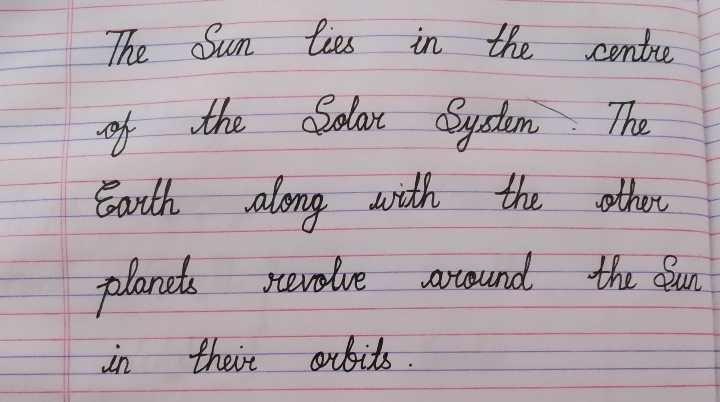 The Sun lies in the centre
of the Solar System. The
Earth along with the other
planets revolve around the Sun
in their orbits.